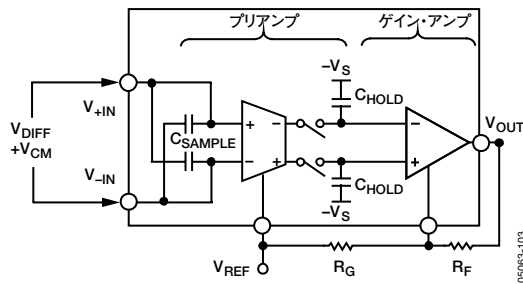 プリアンプ
ゲイン・アンプ
–VS
CHOLD
V+IN
VDIFF
+VCM
CSAMPLE
+ –
– +
–
+
VOUT
V–IN
CHOLD
–VS
VREF
RG
RF
05063-103